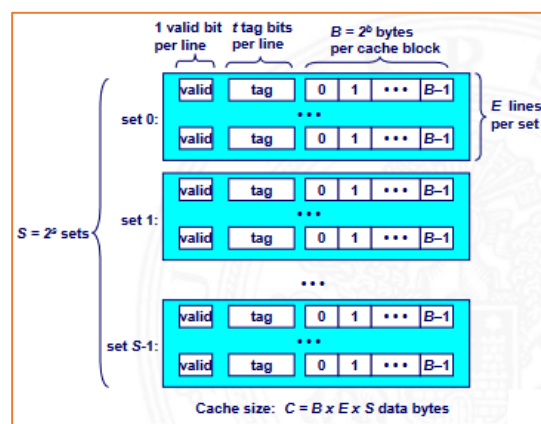 1 valid bit per line
t tag bits per line
B = 2ᵇ bytes per cache block
set 0:
valid tag 0 1 • • • B–1
• • •
valid tag 0 1 • • • B–1
E lines per set
S = 2ˢ sets
set 1:
valid tag 0 1 • • • B–1
• • •
valid tag 0 1 • • • B–1
• • •
set S-1:
valid tag 0 1 • • • B–1
• • •
valid tag 0 1 • • • B–1
Cache size: C = B x E x S data bytes